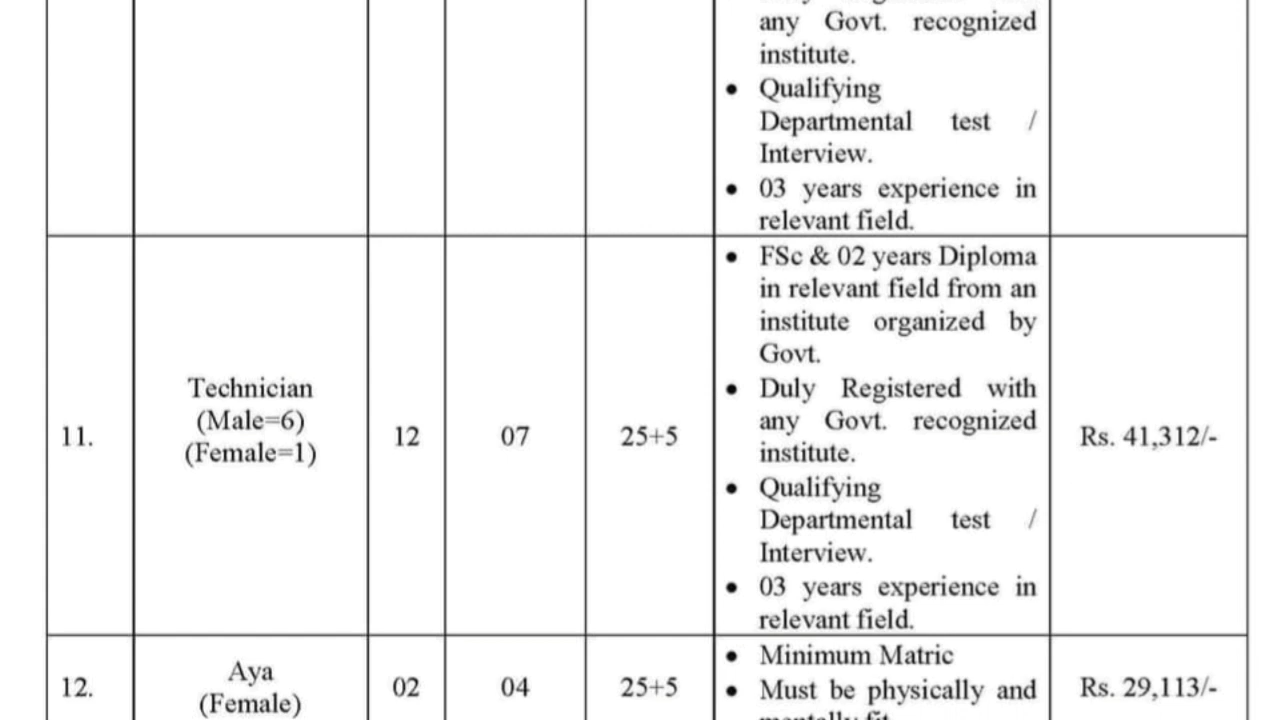 any Govt. recognized
institute.
• Qualifying
Departmental test /
Interview.
• 03 years experience in
relevant field.
11.
Technician
(Male=6)
(Female=1)
12
07
25+5
• FSc & 02 years Diploma
in relevant field from an
institute organized by
Govt.
• Duly Registered with
any Govt. recognized
institute.
• Qualifying
Departmental test /
Interview.
• 03 years experience in
relevant field.
Rs. 41,312/-
12.
Aya
(Female)
02
04
25+5
• Minimum Matric
• Must be physically and
mentally fit
Rs. 29,113/-